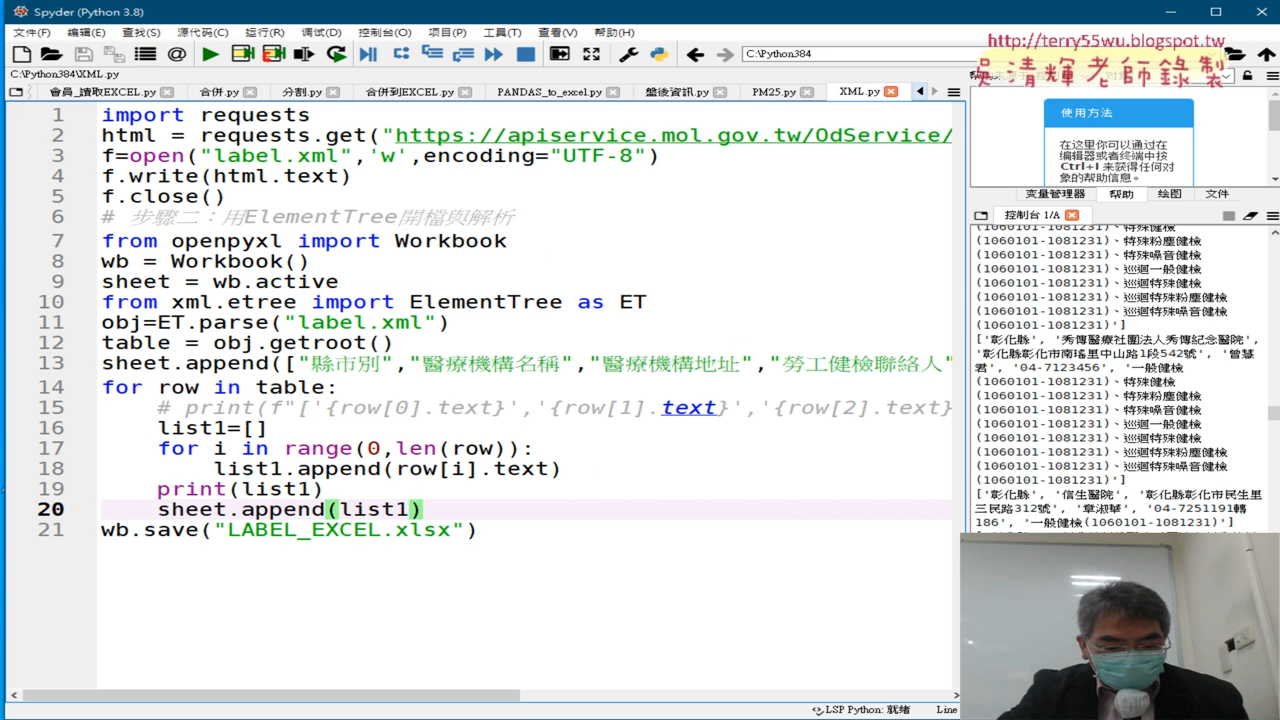 Spyder (Python 3.8)
文件(F) 编辑(E) 查找(S) 源代码(C) 运行(R) 调试(D) 控制台(O) 项目(P) 工具(T) 查看(V) 帮助(H)
http://terry55wu.blogspot.tw
C:\Python384
吳清輝老師錄製
C:\Python384\XML.py
會員_讀取EXCEL.py 合併.py 分割.py 合併到EXCEL.py PANDAS_to_excel.py 盤後資訊.py PM25.py XML.py
1 import requests
2 html = requests.get("https://apiservice.mol.gov.tw/OdService/
3 f=open("label.xml",'w',encoding="UTF-8")
4 f.write(html.text)
5 f.close()
6 # 步驟二：用ElementTree開檔與解析
7 from openpyxl import Workbook
8 wb = Workbook()
9 sheet = wb.active
10 from xml.etree import ElementTree as ET
11 obj=ET.parse("label.xml")
12 table = obj.getroot()
13 sheet.append(["縣市別","醫療機構名稱","醫療機構地址","勞工健檢聯絡人"
14 for row in table:
15 # print(f"['{row[0].text}','{row[1].text}','{row[2].text}
16 list1=[]
17 for i in range(0,len(row)):
18 list1.append(row[i].text)
19 print(list1)
20 sheet.append(list1)
21 wb.save("LABEL_EXCEL.xlsx")
使用方法
在这里你可以通过在
编辑器或者终端中按
Ctrl+I 来获得任何对
象的帮助信息。
变量管理器 帮助 绘图 文件
控制台 1/A
(1060101-1081231)、特殊健檢
(1060101-1081231)、特殊粉塵健檢
(1060101-1081231)、特殊噪音健檢
(1060101-1081231)、巡迴一般健檢
(1060101-1081231)、巡迴特殊健檢
(1060101-1081231)、巡迴特殊粉塵健檢
(1060101-1081231)、巡迴特殊噪音健檢
(1060101-1081231)']
['彰化縣', '秀傳醫療社團法人秀傳紀念醫院',
'彰化縣彰化市南瑤里中山路1段542號', '曾慧
君', '04-7123456', '一般健檢
(1060101-1081231)、特殊健檢
(1060101-1081231)、特殊粉塵健檢
(1060101-1081231)、特殊噪音健檢
(1060101-1081231)、巡迴一般健檢
(1060101-1081231)、巡迴特殊健檢
(1060101-1081231)、巡迴特殊粉塵健檢
(1060101-1081231)、巡迴特殊噪音健檢
(1060101-1081231)']
['彰化縣', '信生醫院', '彰化縣彰化市民生里
三民路312號', '章淑華', '04-7251191轉
186', '一般健檢(1060101-1081231)']
LSP Python: 就绪 Line